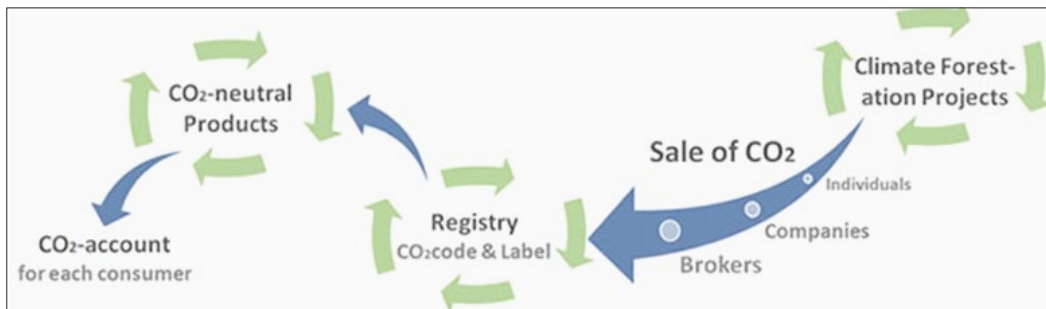 CO₂-neutral
Products
CO₂-account
for each consumer
Registry
CO₂code & Label
Sale of CO₂
Brokers
Companies
Individuals
Climate Forest-
ation Projects